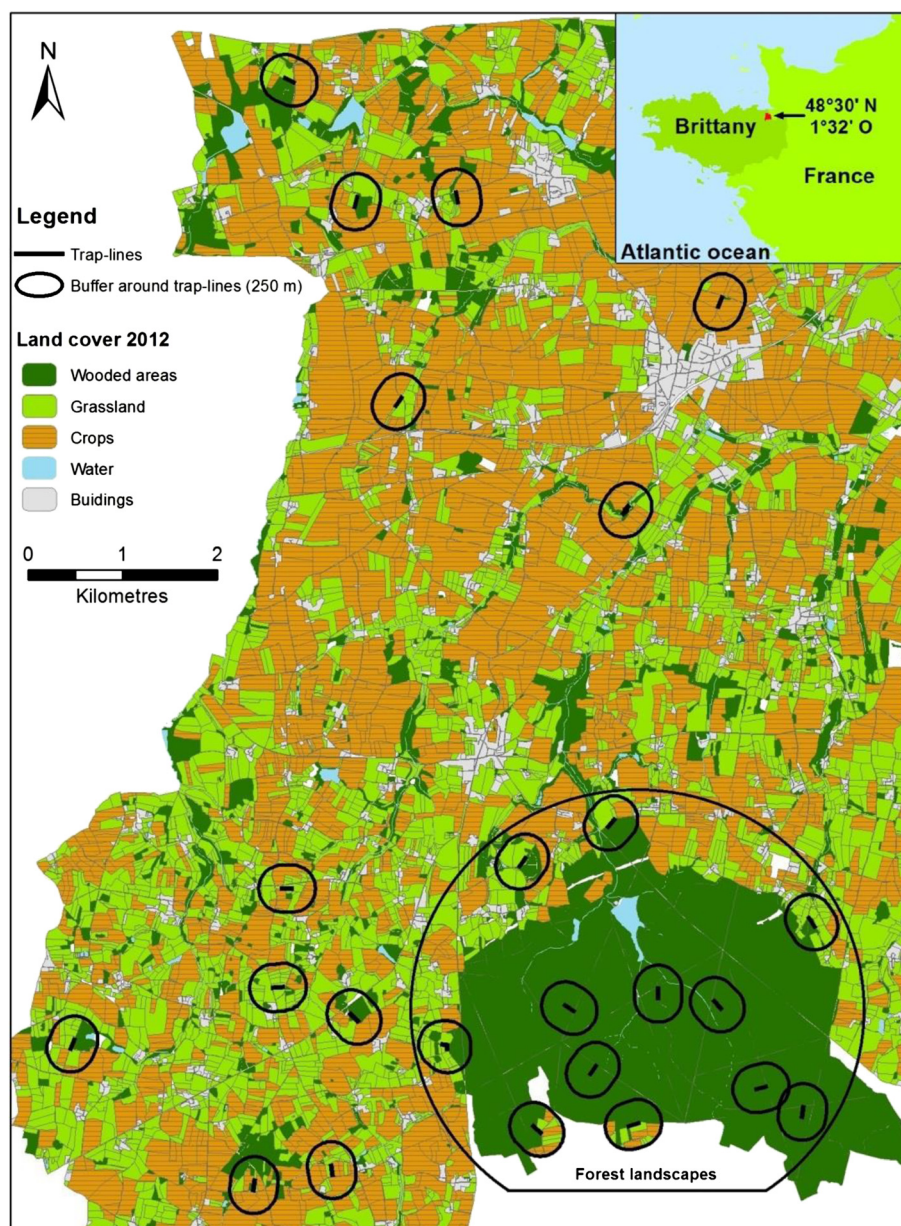 N
48°30' N
1°32' O
Brittany
France
Atlantic ocean
Legend
Trap-lines
Buffer around trap-lines (250 m)
Land cover 2012
Wooded areas
Grassland
Crops
Water
Buidings
0 1 2
Kilometres
Forest landscapes